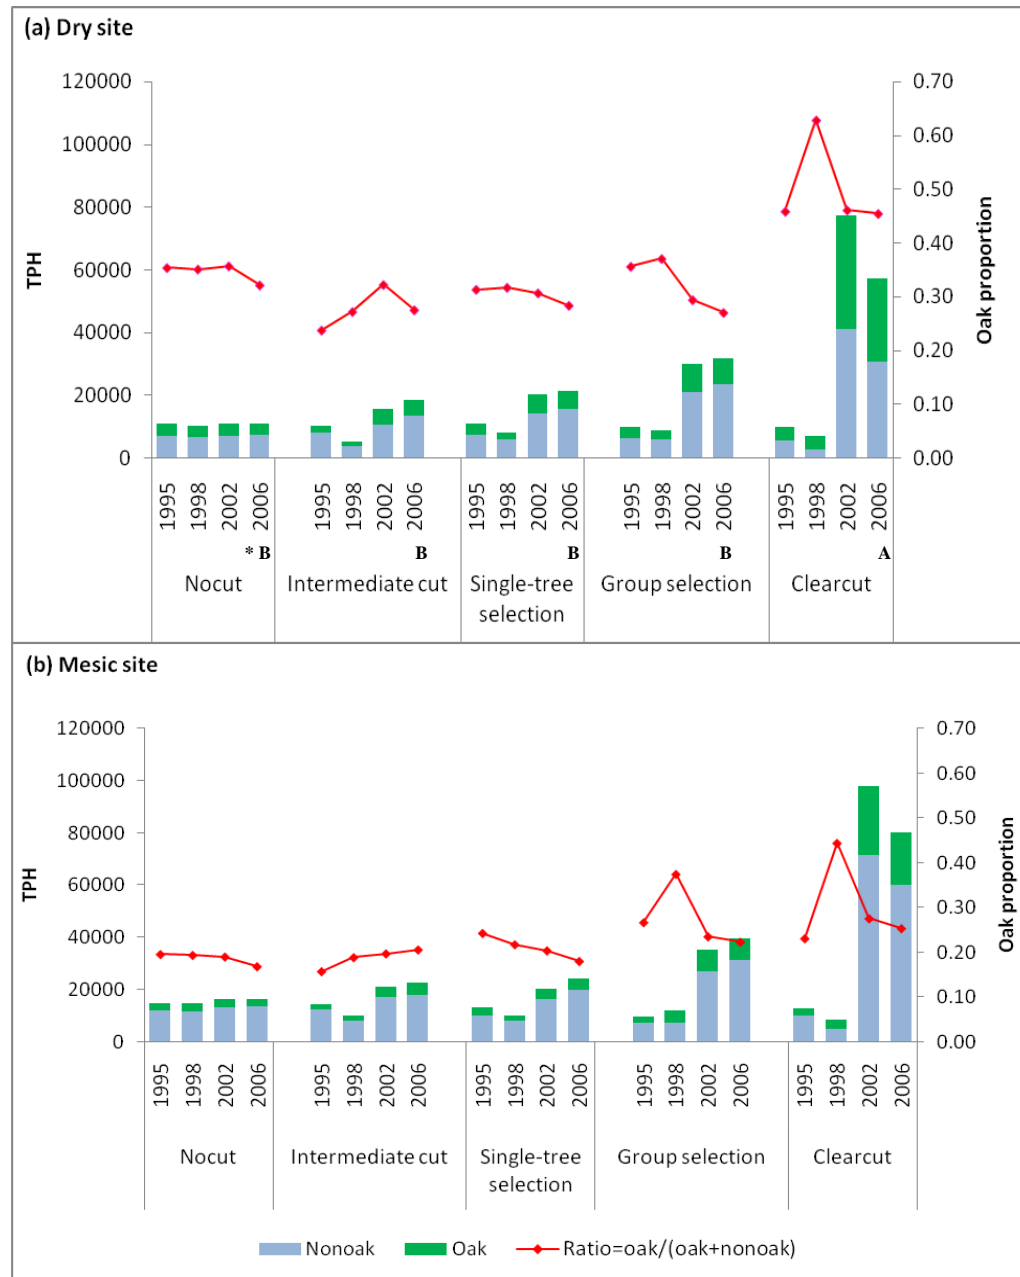 (a) Dry site
120000
100000
80000
60000
40000
20000
0
TPH
0.70
0.60
0.50
0.40
0.30
0.20
0.10
0.00
Oak proportion
1995 1998 2002 2006 1995 1998 2002 2006 1995 1998 2002 2006 1995 1998 2002 2006 1995 1998 2002 2006
* B B B B A
Nocut Intermediate cut Single-tree Group selection Clearcut
selection
(b) Mesic site
120000
100000
80000
60000
40000
20000
0
TPH
0.70
0.60
0.50
0.40
0.30
0.20
0.10
0.00
Oak proportion
1995 1998 2002 2006 1995 1998 2002 2006 1995 1998 2002 2006 1995 1998 2002 2006 1995 1998 2002 2006
Nocut Intermediate cut Single-tree Group selection Clearcut
selection
Nonoak Oak Ratio=oak/(oak+nonoak)